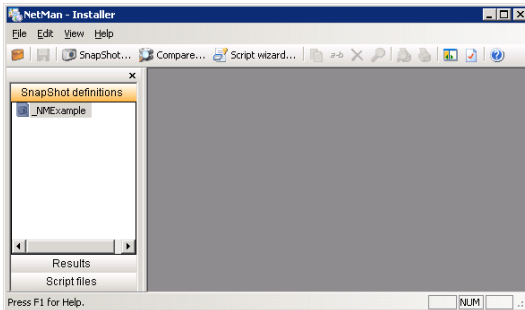 NetMan - Installer
File Edit View Help
SnapShot... Compare... Script wizard... a-b
SnapShot definitions
_NMExample
Results
Script files
Press F1 for Help. NUM